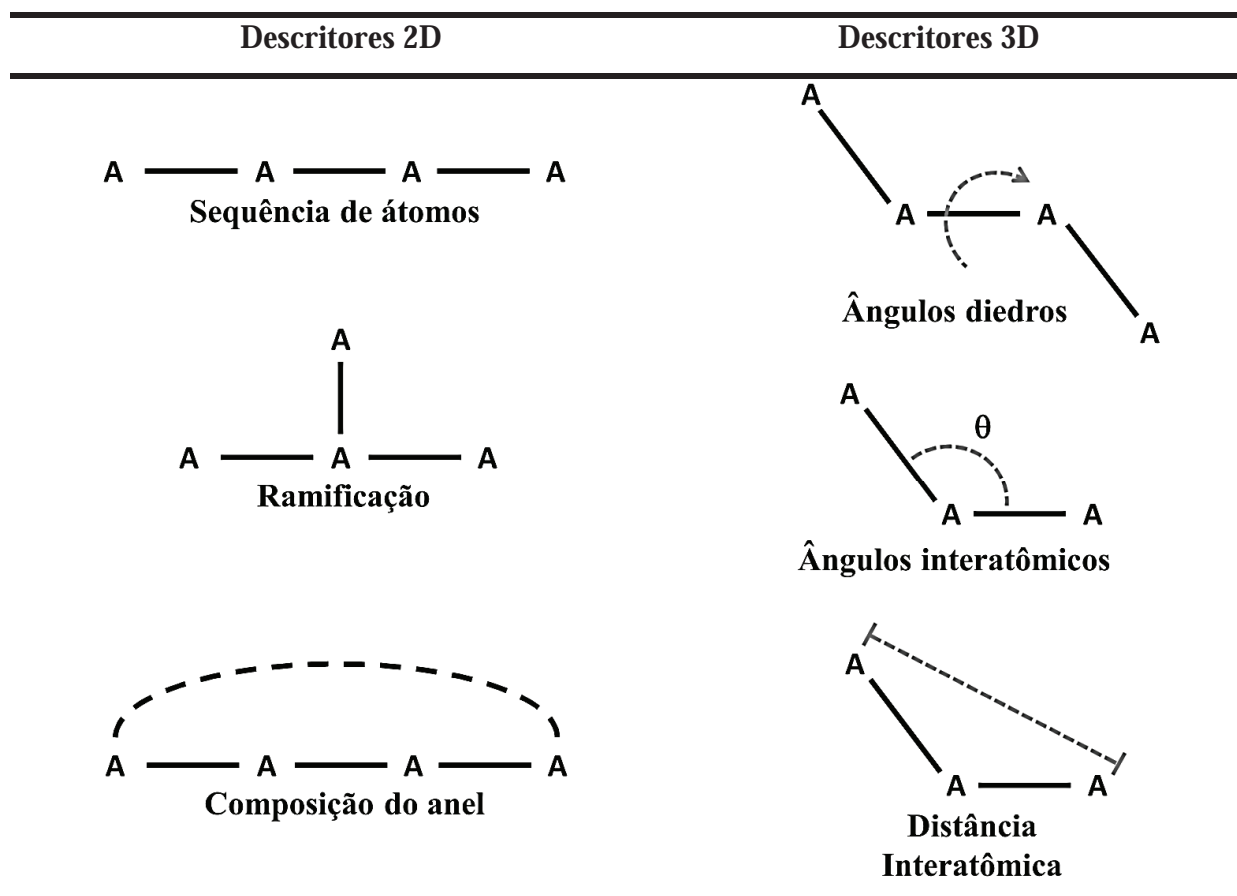 Descritores 2D
Descritores 3D
A A A A
Sequência de átomos
A
A A
A
Ângulos diedros
A
A A A
Ramificação
A
θ
A A
Ângulos interatômicos
A A A A
Composição do anel
A
A A
Distância
Interatômica